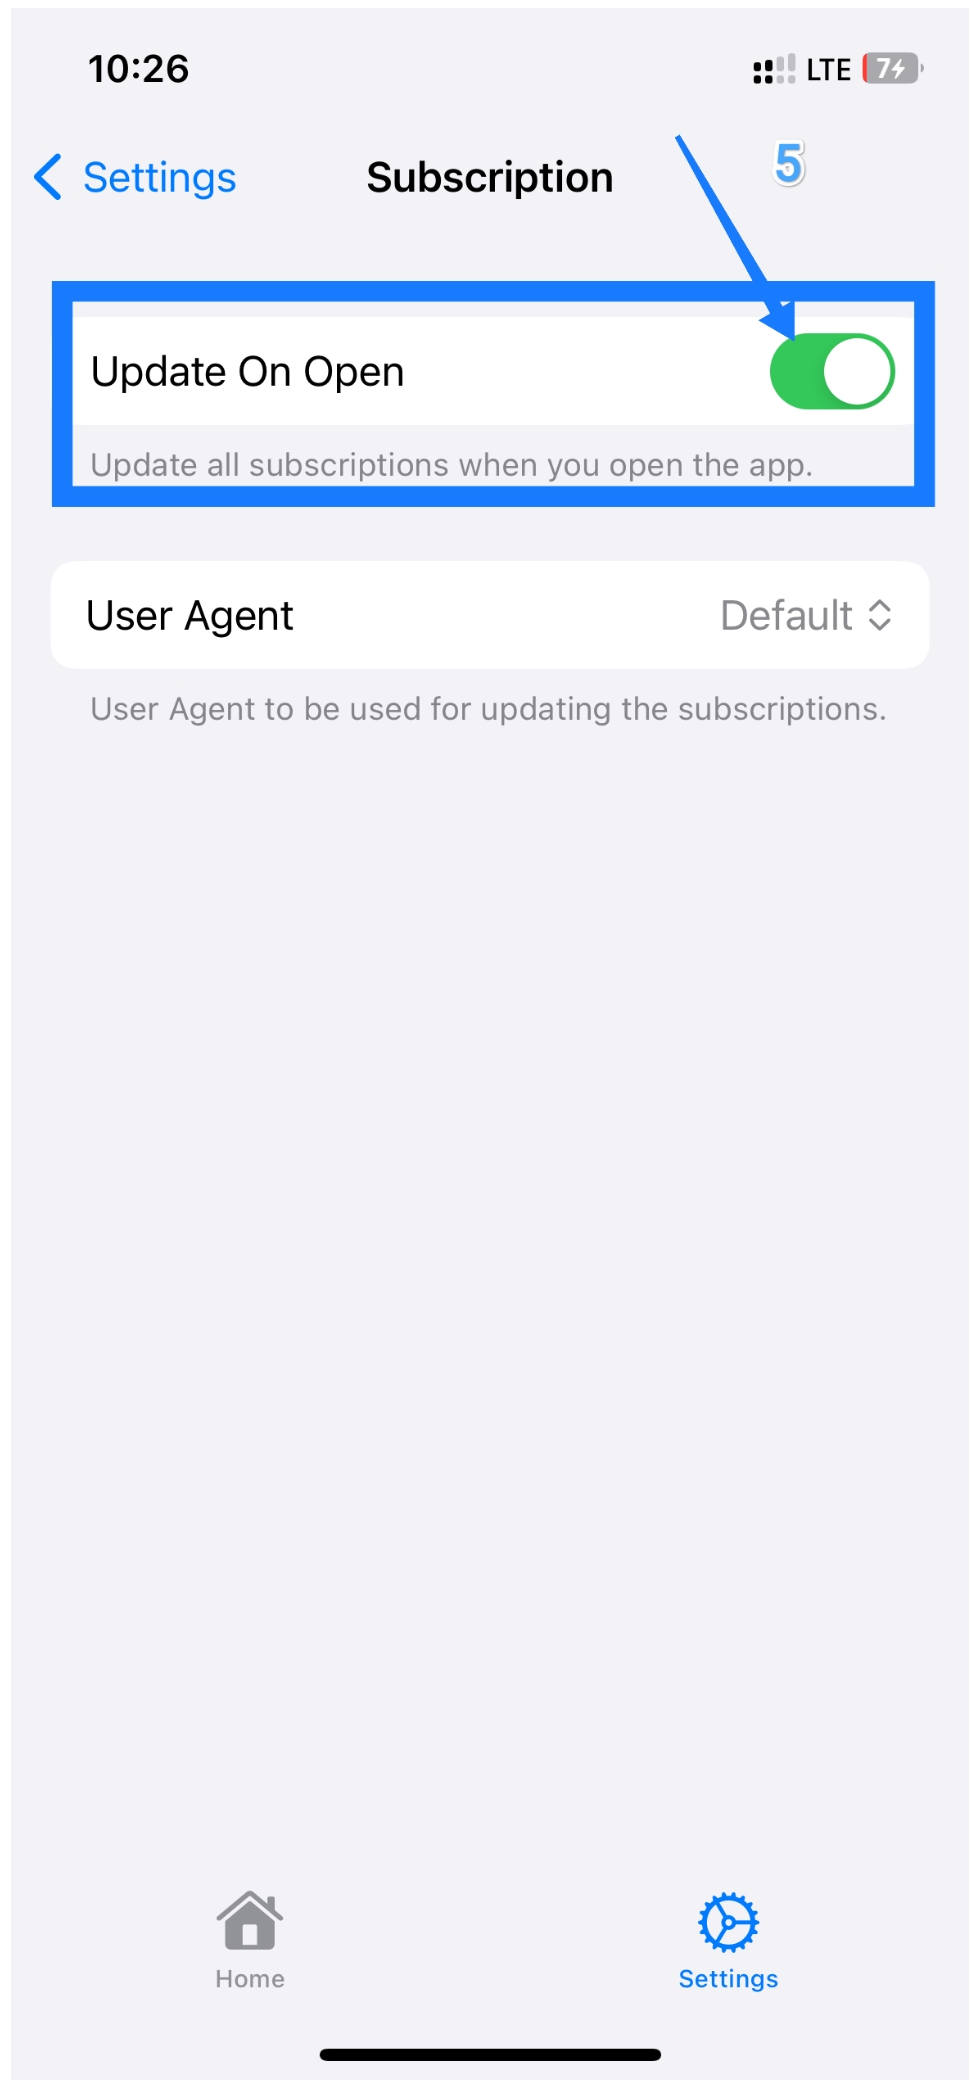 10:26 LTE 7
Settings Subscription 5
Update On Open
Update all subscriptions when you open the app.
User Agent Default
User Agent to be used for updating the subscriptions.
Home Settings